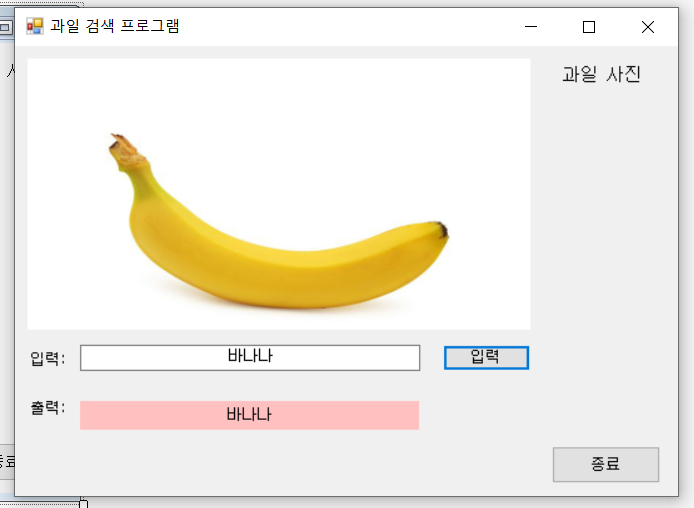 과일 검색 프로그램
과일 사진
입력: 바나나 입력
출력: 바나나
종료